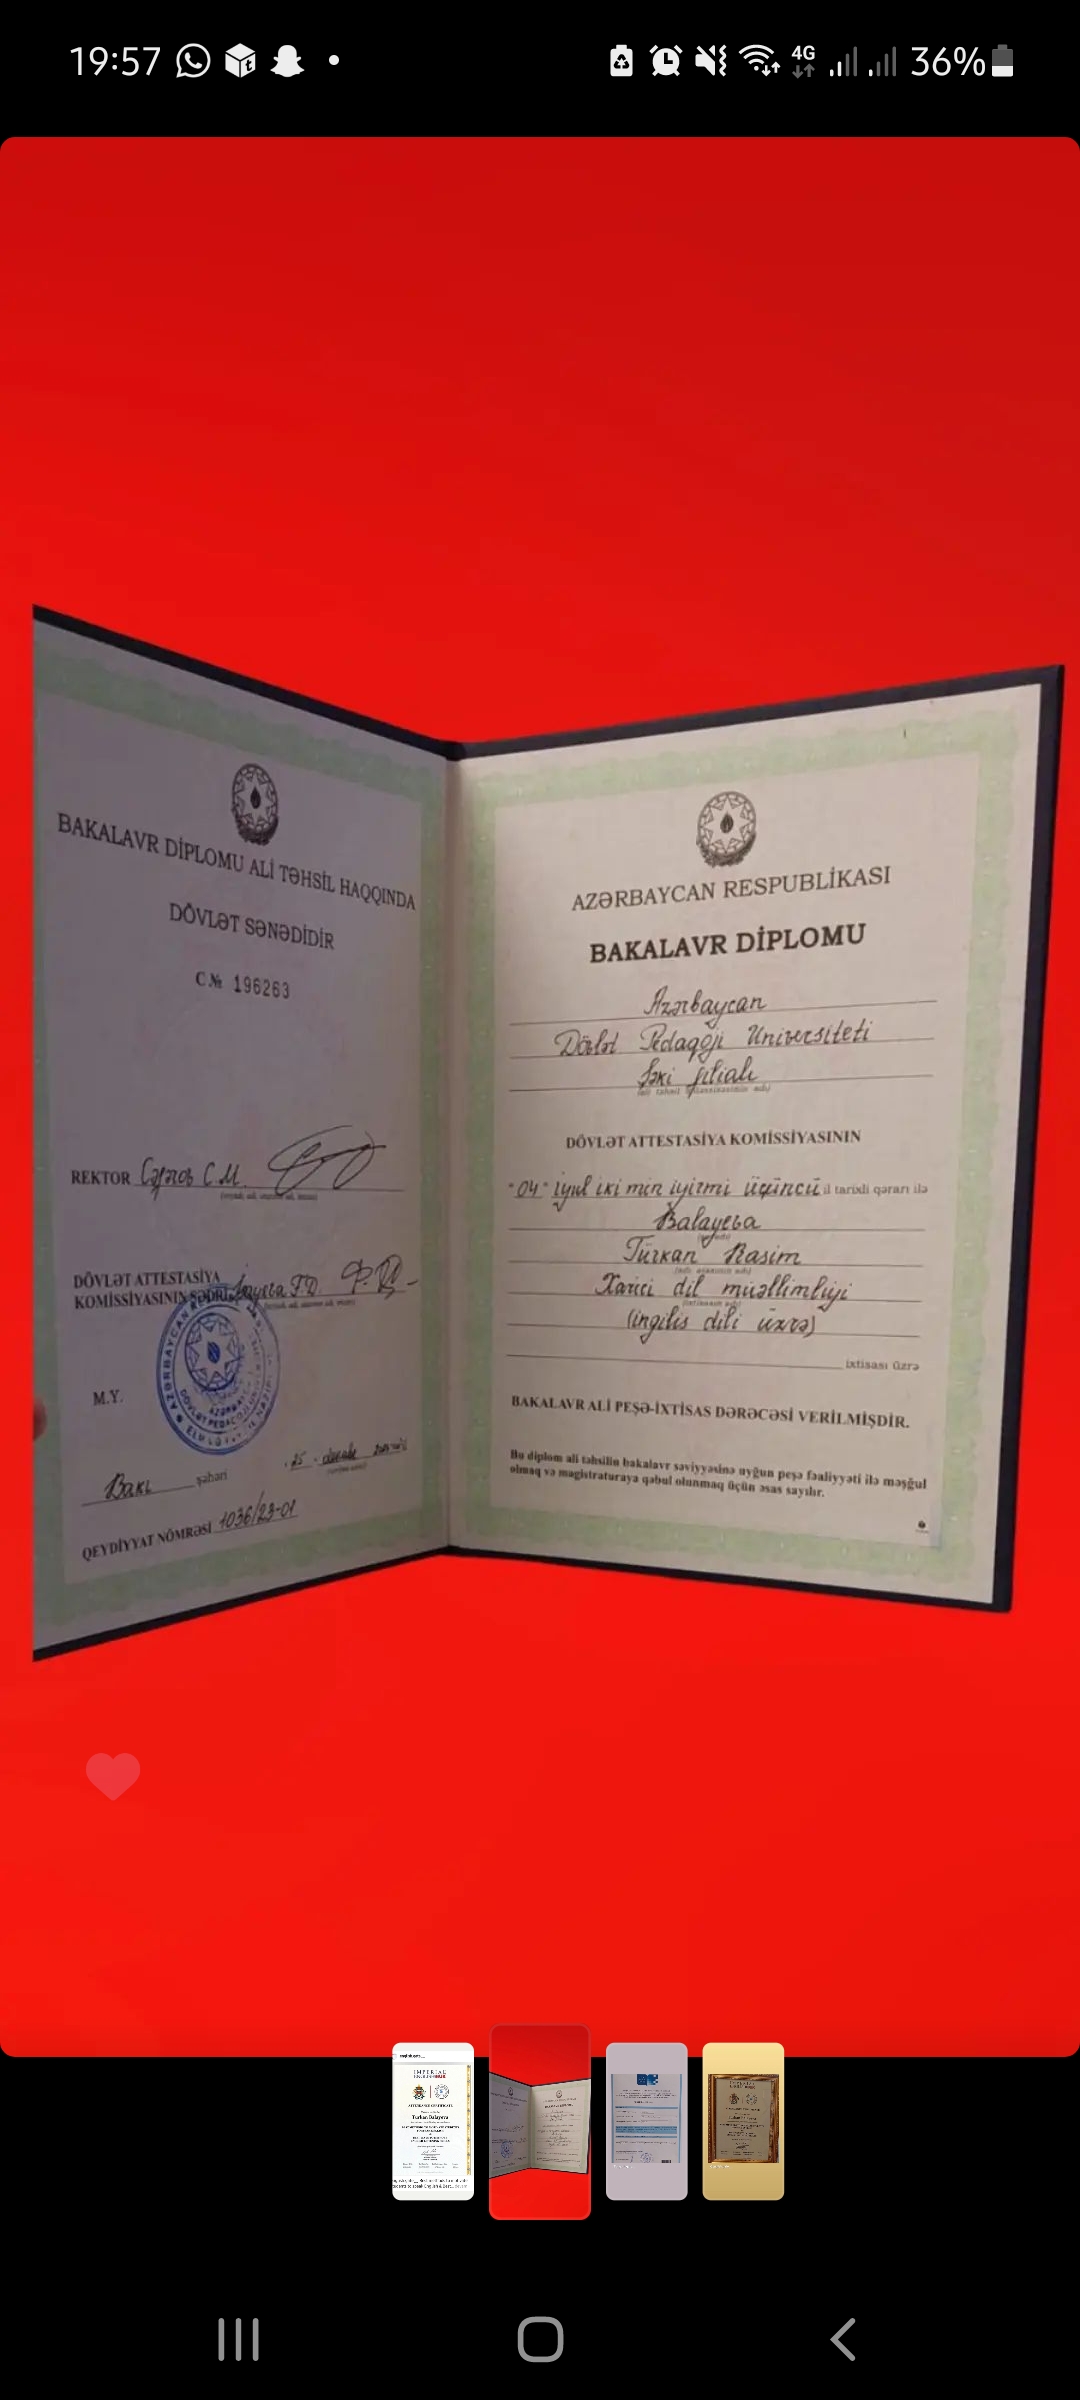 19:57
4G
36%
BAKALAVR DİPLOMU ALİ TƏHSİL HAQQINDA
DÖVLƏT SƏNƏDİDİR
C № 196263
REKTOR Cəfərov C.M.
DÖVLƏT ATTESTASİYA
KOMİSSİYASININ SƏDRİ
M.Y.
Bakı şəhəri
QEYDİYYAT NÖMRƏSİ 1036/23-01
AZƏRBAYCAN RESPUBLİKASI
BAKALAVR DİPLOMU
Azərbaycan
Dövlət Pedaqoji Universiteti
Şəki filialı
DÖVLƏT ATTESTASİYA KOMİSSİYASININ
"04" iyul iki min iyirmi üçüncü il tarixli qərarı ilə
Balayeva
Türkan Rasim
Xarici dil müəllimliyi
(ingilis dili üzrə)
ixtisası üzrə
BAKALAVR ALİ PEŞƏ-İXTİSAS DƏRƏCƏSİ VERİLMİŞDİR.
Bu diplom ali təhsilin bakalavr səviyyəsinə uyğun peşə fəaliyyəti ilə məşğul
olmaq və magistraturaya qəbul olunmaq üçün əsas sayılır.
IMPERIAL
Turkan Balayeva